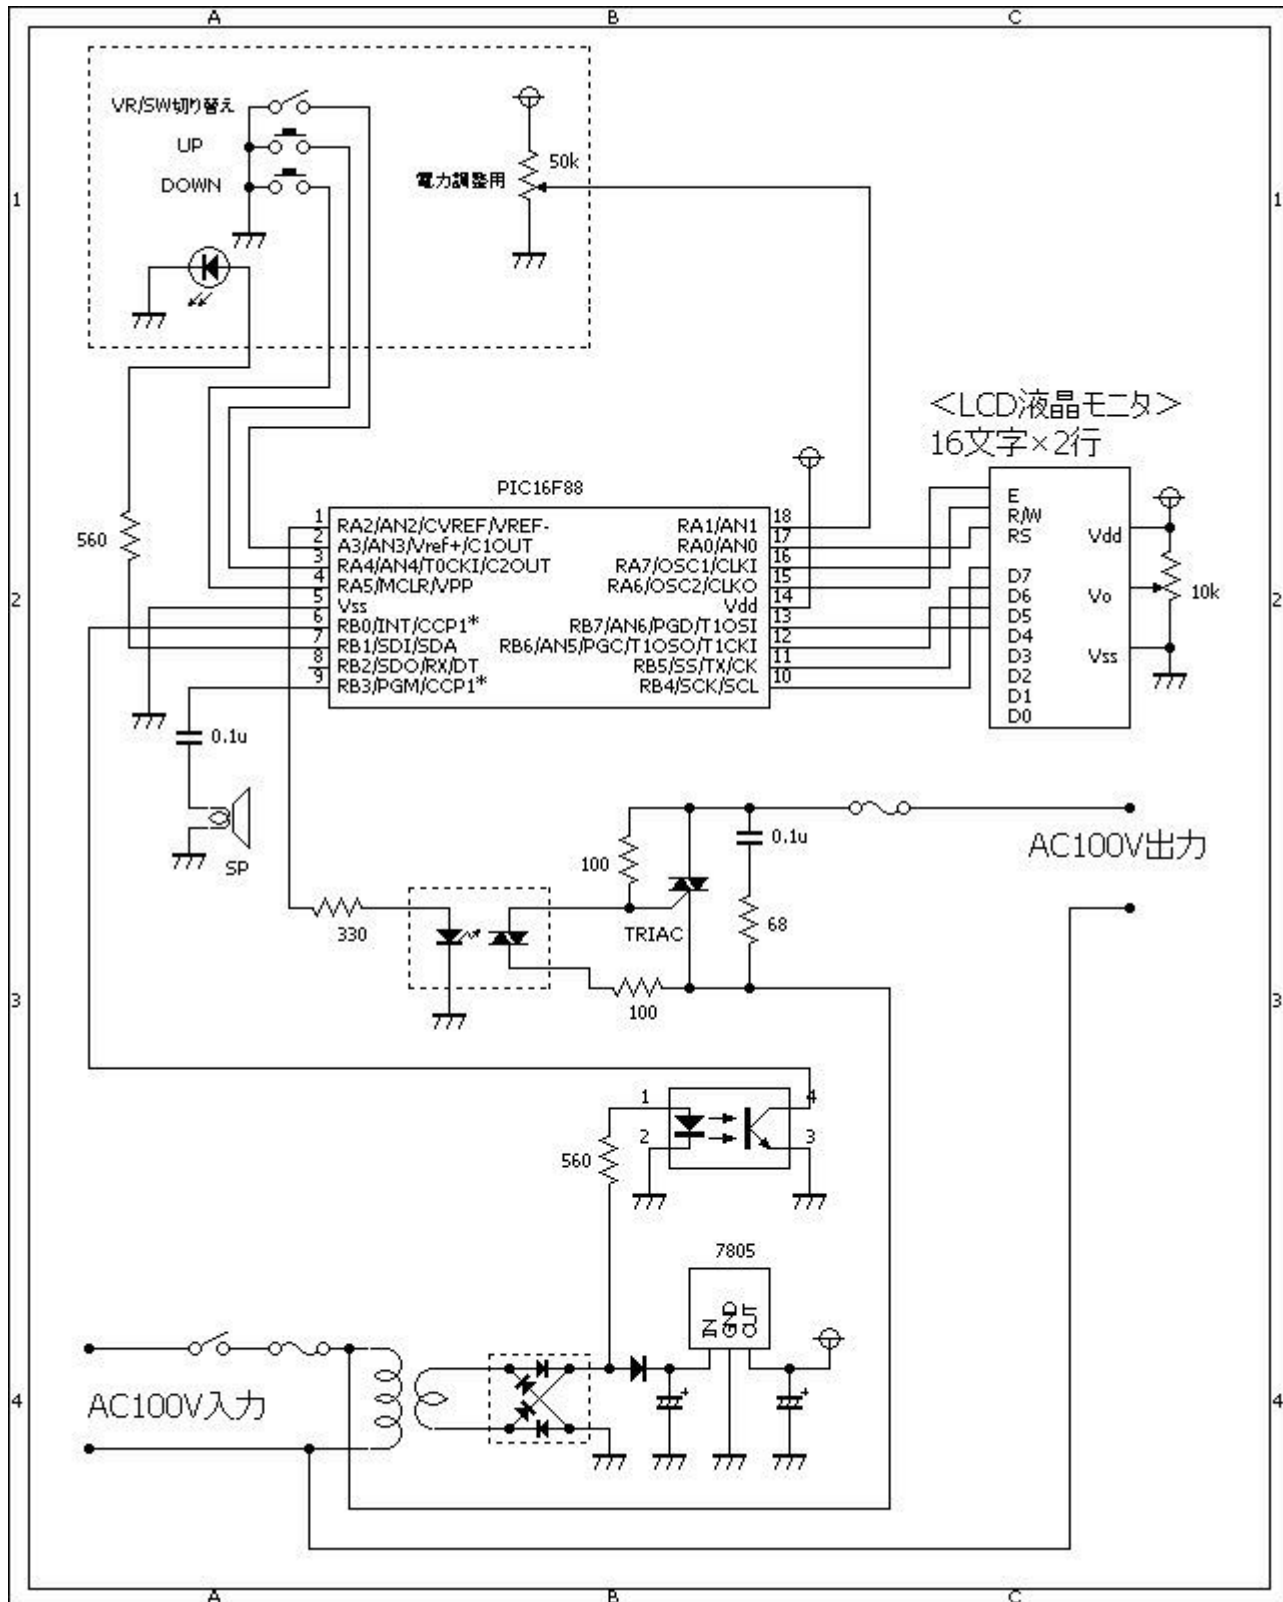 A B C
VR/SW切り替え
UP
50k
DOWN
電力調整用
1 1
<LCD液晶モニタ>
16文字×2行
PIC16F88
560
1 RA2/AN2/CVREF/VREF- RA1/AN1 18
2 A3/AN3/Vref+/C1OUT RA0/AN0 17
3 RA4/AN4/T0CKI/C2OUT RA7/OSC1/CLKI 16
4 RA5/MCLR/VPP RA6/OSC2/CLKO 15
5 Vss Vdd 14
6 RB0/INT/CCP1* RB7/AN6/PGD/T1OSI 13
7 RB1/SDI/SDA RB6/AN5/PGC/T1OSO/T1CKI 12
8 RB2/SDO/RX/DT RB5/SS/TX/CK 11
9 RB3/PGM/CCP1* RB4/SCK/SCL 10
E
R/W
RS Vdd
D7
D6 Vo 10k
D5
D4
D3 Vss
D2
D1
D0
2 2
0.1u
SP
0.1u
100
AC100V出力
330
TRIAC 68
100
3 3
1 4
2 3
560
7805
IN GND OUT
+ +
AC100V入力
4 4
A B C